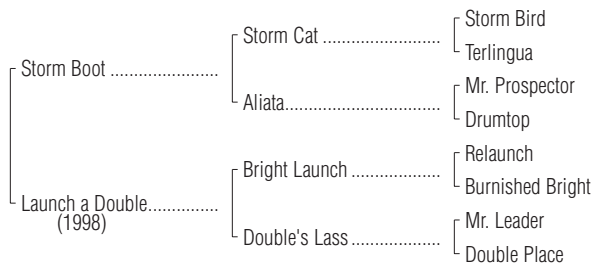 Storm Bird
Storm Cat ........................
Terlingua
Storm Boot ......................
Mr. Prospector
Aliata................................
Drumtop
Relaunch
Bright Launch ..................
Burnished Bright
Launch a Double..............
(1998)
Mr. Leader
Double's Lass ..................
Double Place